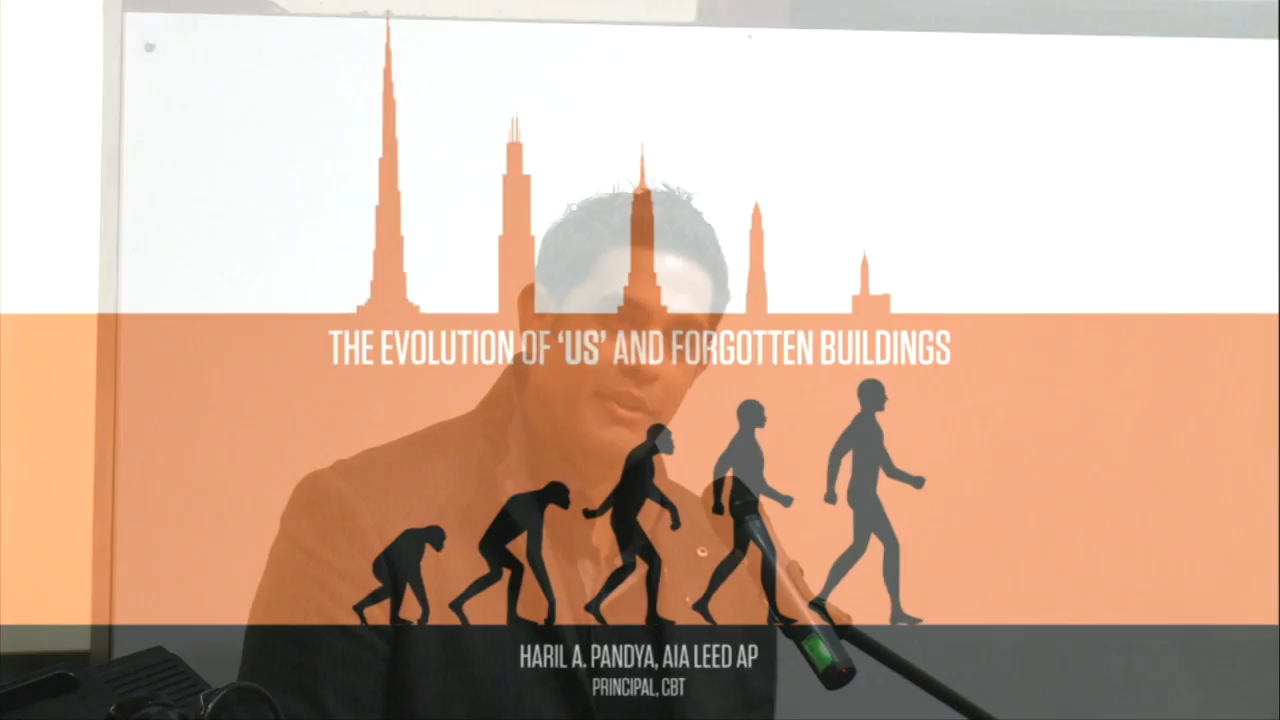 THE EVOLUTION OF ‘US’ AND FORGOTTEN BUILDINGS
HARIL A. PANDYA, AIA LEED AP
PRINCIPAL, CBT